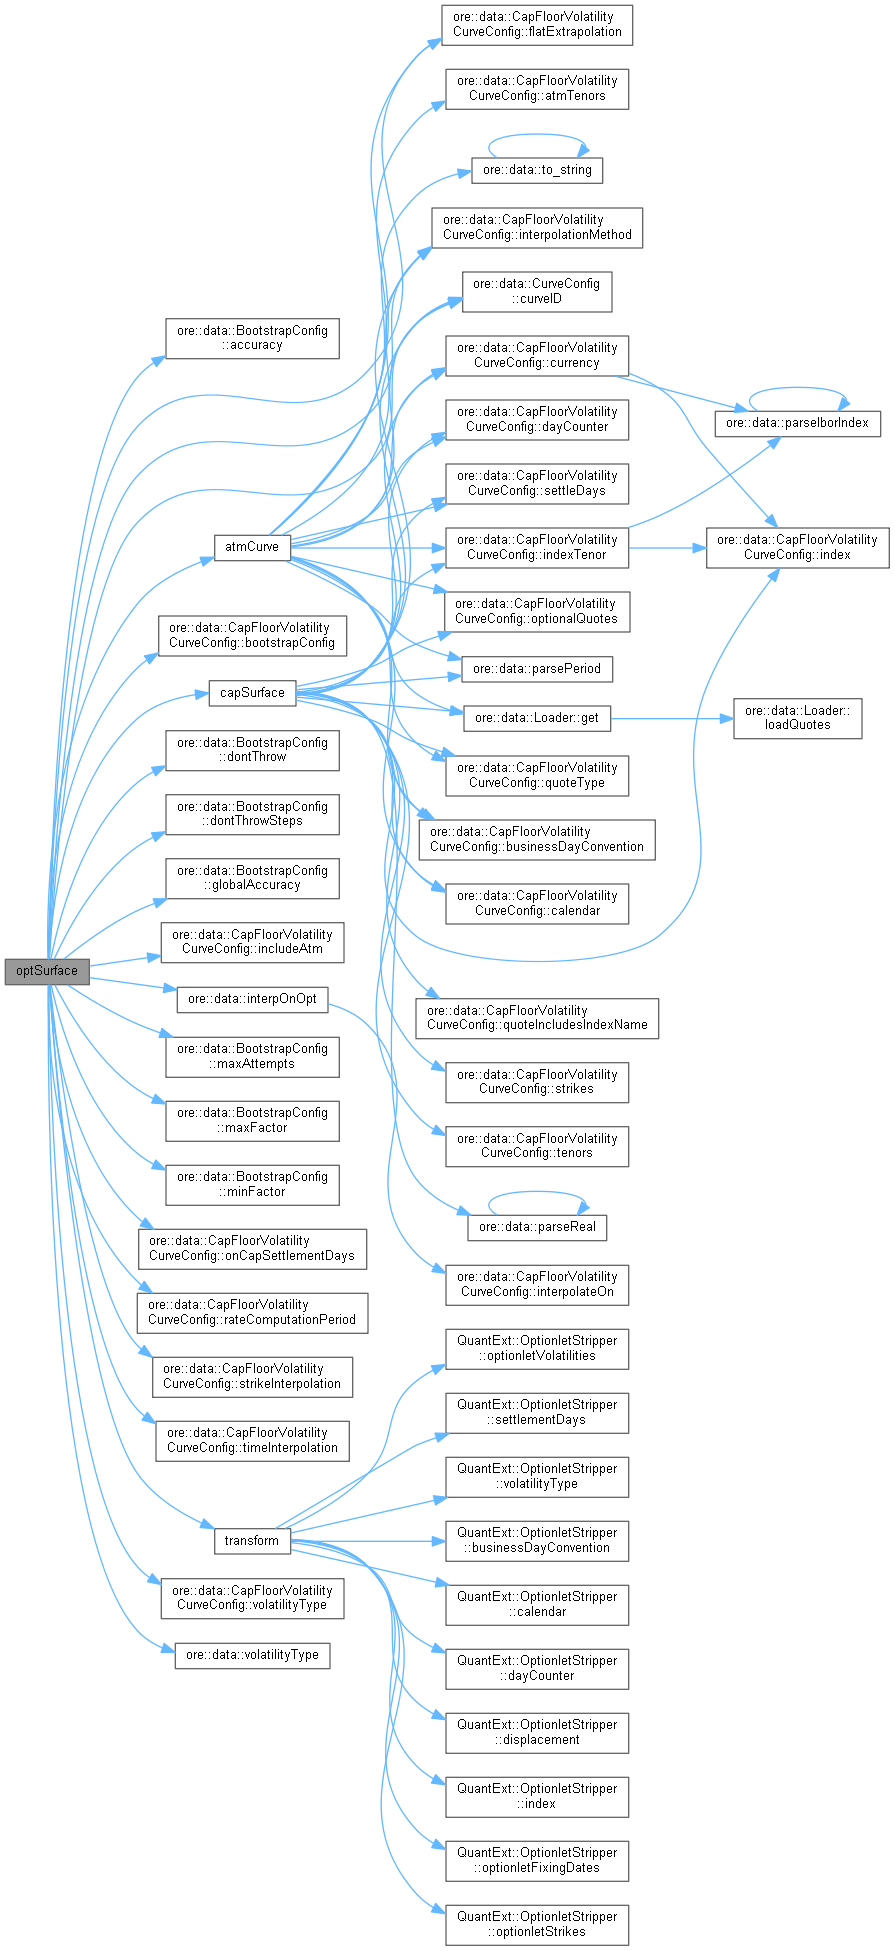 optSurface
ore::data::BootstrapConfig
::accuracy
atmCurve
ore::data::CapFloorVolatility
CurveConfig::bootstrapConfig
capSurface
ore::data::BootstrapConfig
::dontThrow
ore::data::BootstrapConfig
::dontThrowSteps
ore::data::BootstrapConfig
::globalAccuracy
ore::data::CapFloorVolatility
CurveConfig::includeAtm
ore::data::interpOnOpt
ore::data::BootstrapConfig
::maxAttempts
ore::data::BootstrapConfig
::maxFactor
ore::data::BootstrapConfig
::minFactor
ore::data::CapFloorVolatility
CurveConfig::onCapSettlementDays
ore::data::CapFloorVolatility
CurveConfig::rateComputationPeriod
ore::data::CapFloorVolatility
CurveConfig::strikeInterpolation
ore::data::CapFloorVolatility
CurveConfig::timeInterpolation
transform
ore::data::CapFloorVolatility
CurveConfig::volatilityType
ore::data::volatilityType
ore::data::CapFloorVolatility
CurveConfig::flatExtrapolation
ore::data::CapFloorVolatility
CurveConfig::atmTenors
ore::data::to_string
ore::data::CapFloorVolatility
CurveConfig::interpolationMethod
ore::data::CurveConfig
::curveID
ore::data::CapFloorVolatility
CurveConfig::currency
ore::data::CapFloorVolatility
CurveConfig::dayCounter
ore::data::CapFloorVolatility
CurveConfig::settleDays
ore::data::CapFloorVolatility
CurveConfig::indexTenor
ore::data::CapFloorVolatility
CurveConfig::optionalQuotes
ore::data::parsePeriod
ore::data::Loader::get
ore::data::CapFloorVolatility
CurveConfig::quoteType
ore::data::CapFloorVolatility
CurveConfig::businessDayConvention
ore::data::CapFloorVolatility
CurveConfig::calendar
ore::data::CapFloorVolatility
CurveConfig::quoteIncludesIndexName
ore::data::CapFloorVolatility
CurveConfig::strikes
ore::data::CapFloorVolatility
CurveConfig::tenors
ore::data::parseReal
ore::data::CapFloorVolatility
CurveConfig::interpolateOn
QuantExt::OptionletStripper
::optionletVolatilities
QuantExt::OptionletStripper
::settlementDays
QuantExt::OptionletStripper
::volatilityType
QuantExt::OptionletStripper
::businessDayConvention
QuantExt::OptionletStripper
::calendar
QuantExt::OptionletStripper
::dayCounter
QuantExt::OptionletStripper
::displacement
QuantExt::OptionletStripper
::index
QuantExt::OptionletStripper
::optionletFixingDates
QuantExt::OptionletStripper
::optionletStrikes
ore::data::parseIborIndex
ore::data::CapFloorVolatility
CurveConfig::index
ore::data::Loader::
loadQuotes